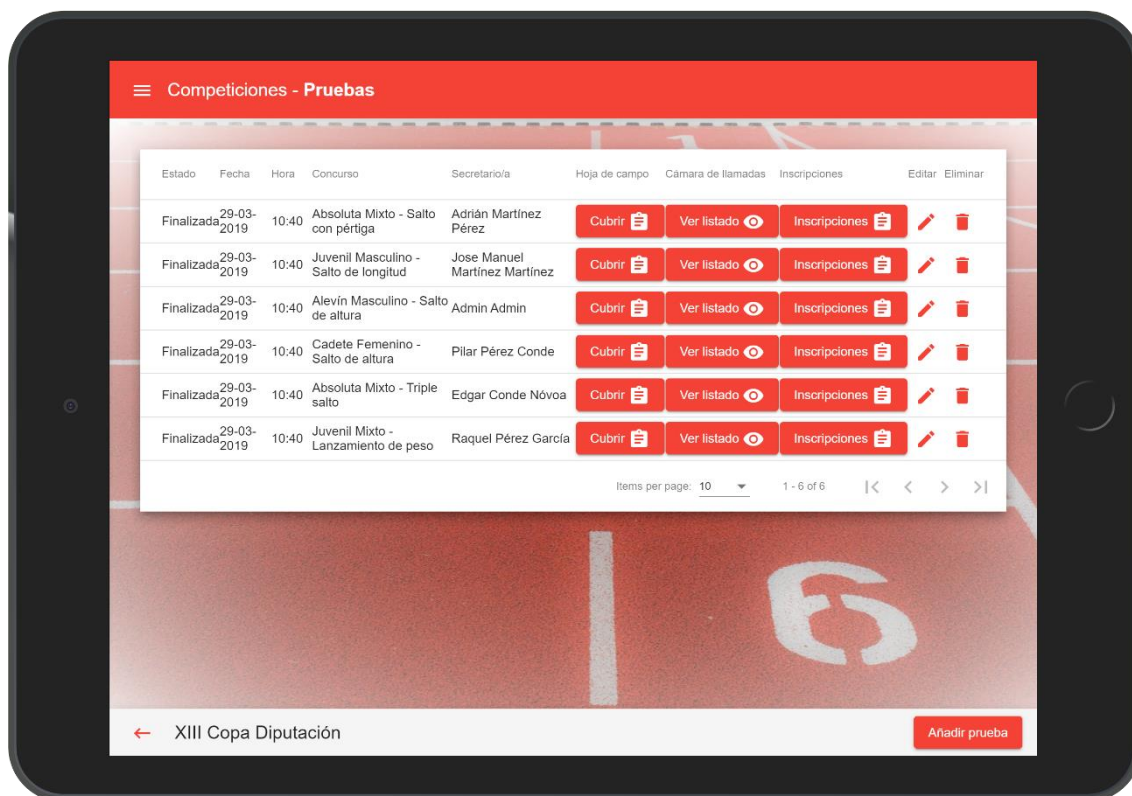 Competiciones - Pruebas
Estado Fecha Hora Concurso Secretario/a Hoja de campo Cámara de llamadas Inscripciones Editar Eliminar
Finalizada 29-03-2019 10:40 Absoluta Mixto - Salto con pértiga Adrián Martínez Pérez Cubrir Ver listado Inscripciones
Finalizada 29-03-2019 10:40 Juvenil Masculino - Salto de longitud Jose Manuel Martínez Martínez Cubrir Ver listado Inscripciones
Finalizada 29-03-2019 10:40 Alevín Masculino - Salto de altura Admin Admin Cubrir Ver listado Inscripciones
Finalizada 29-03-2019 10:40 Cadete Femenino - Salto de altura Pilar Pérez Conde Cubrir Ver listado Inscripciones
Finalizada 29-03-2019 10:40 Absoluta Mixto - Triple salto Edgar Conde Nóvoa Cubrir Ver listado Inscripciones
Finalizada 29-03-2019 10:40 Juvenil Mixto - Lanzamiento de peso Raquel Pérez García Cubrir Ver listado Inscripciones
Items per page: 10 1 - 6 of 6
6
XIII Copa Diputación Añadir prueba